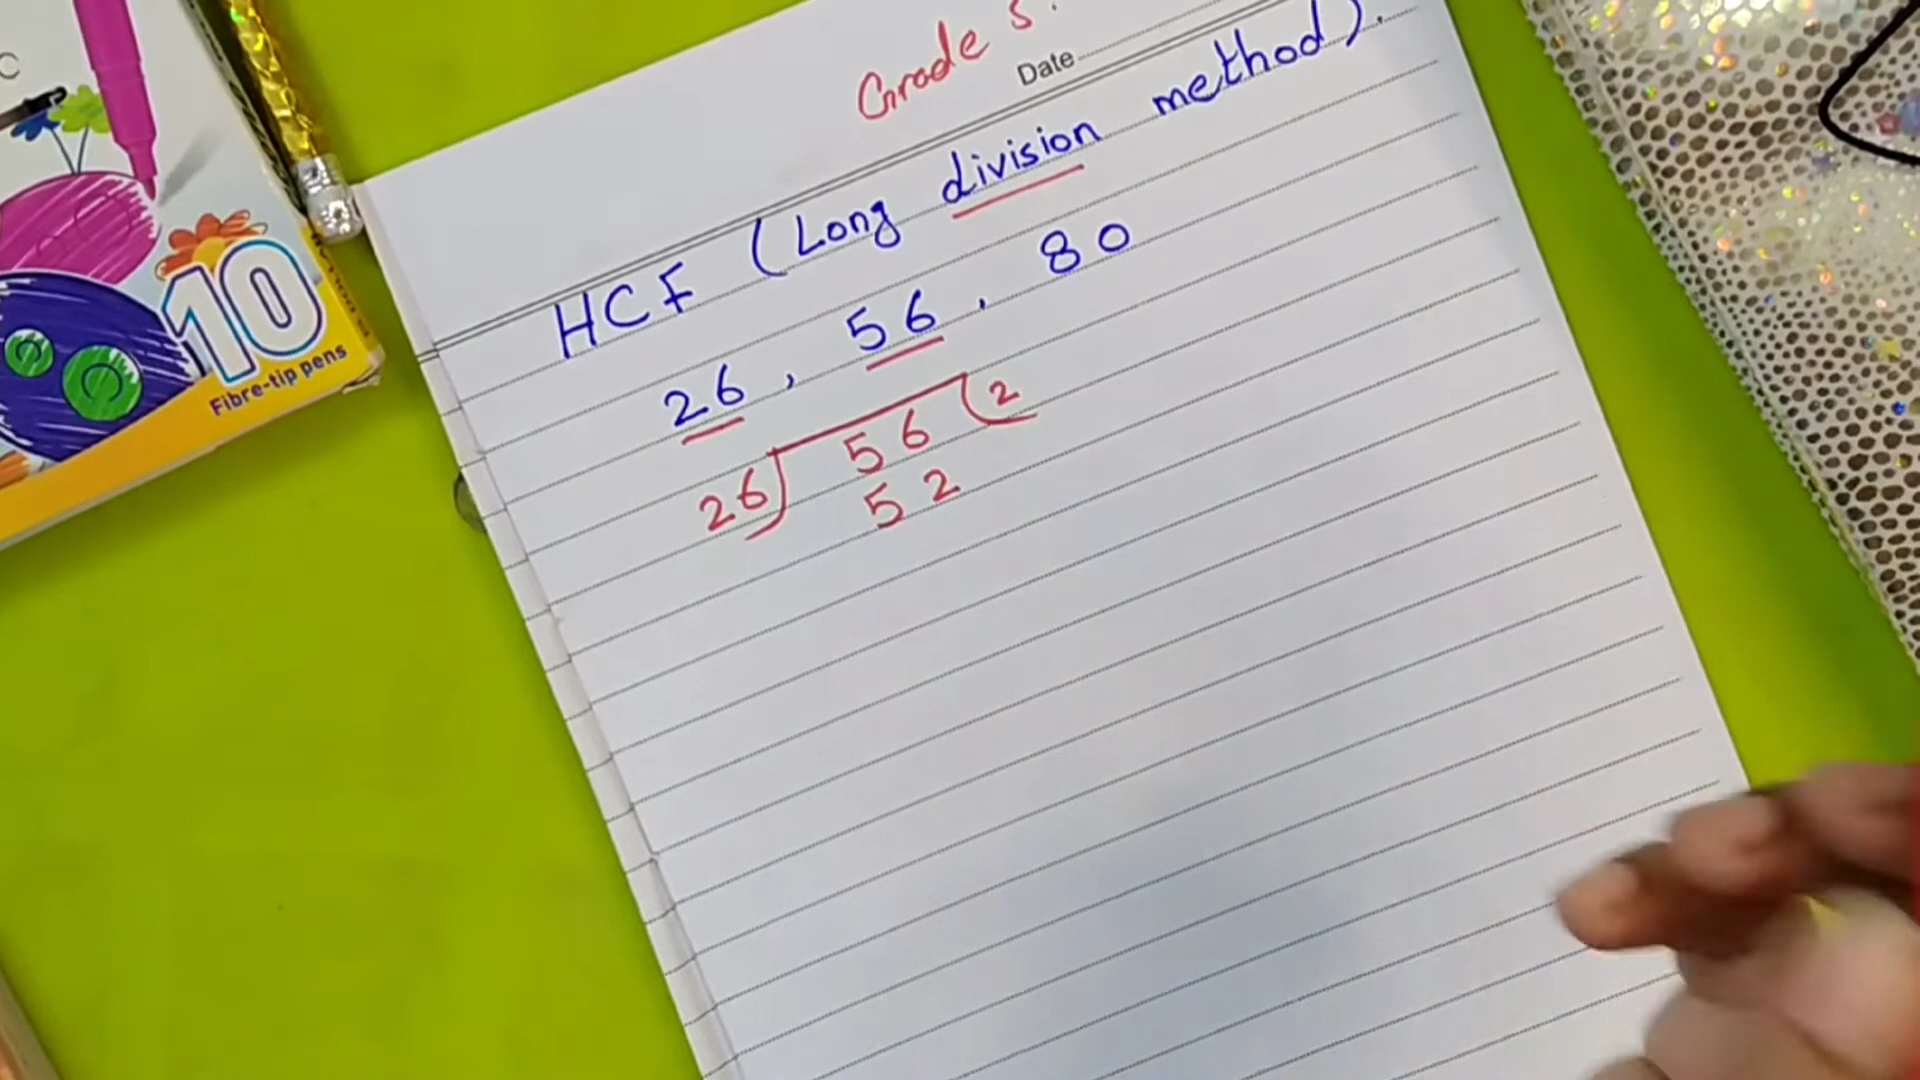 Grade 5.
Date
HCF (Long division method).
26, 56, 80
26) 56 (2
52
10
Fibre-tip pens